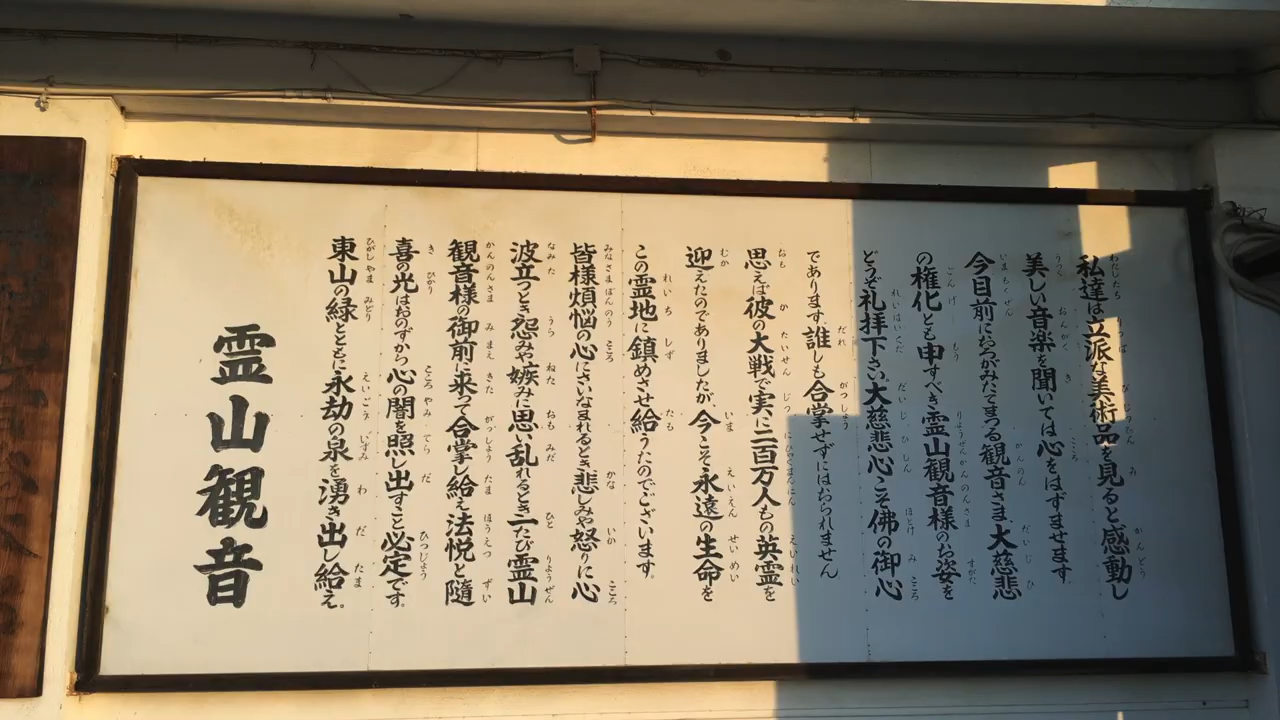 私達は立派な美術品を見ると感動し
美しい音楽を聞いては心をはずませます。
今日前におろがみたてまつる観音さま、大慈悲
の権化とも申すべき霊山観音様のお姿を
どうぞ礼拝下さい。大慈悲心こそ佛の御心
であります。誰しも合掌せずにはおられません
思えば彼の大戦で実に二百万人もの英霊を
迎えたのでありましたが、今こそ永遠の生命を
この霊地に鎮めさせ給うたのでございます。
皆様煩悩の心にさいなまれるとき、悲しみや怒りに心
波立つとき、怨みや嫉みに思い乱れるとき、一たび霊山
観音様の御前に来って合掌し給え、法悦と随
喜の光はおのずから心の闇を照し出すこと必定です。
東山の緑とともに永劫の泉を湧き出し給え。
霊山観音